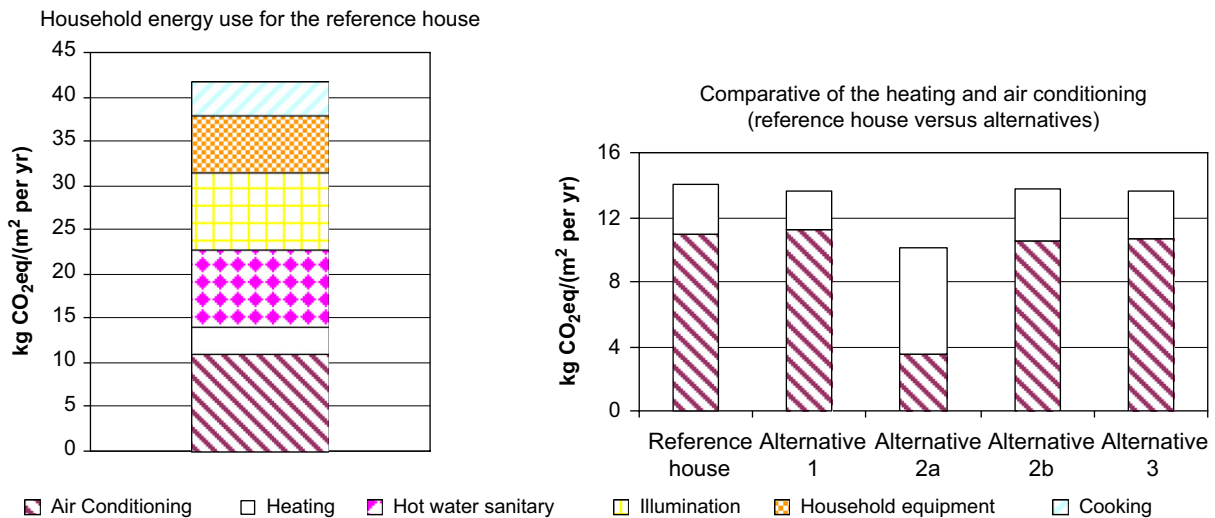 Household energy use for the reference house
45
40
35
30
25
20
15
10
5
0
kg CO₂eq/(m² per yr)
Comparative of the heating and air conditioning
(reference house versus alternatives)
16
12
8
4
0
kg CO₂eq/(m² per yr)
Reference house
Alternative 1
Alternative 2a
Alternative 2b
Alternative 3
Air Conditioning
Heating
Hot water sanitary
Illumination
Household equipment
Cooking